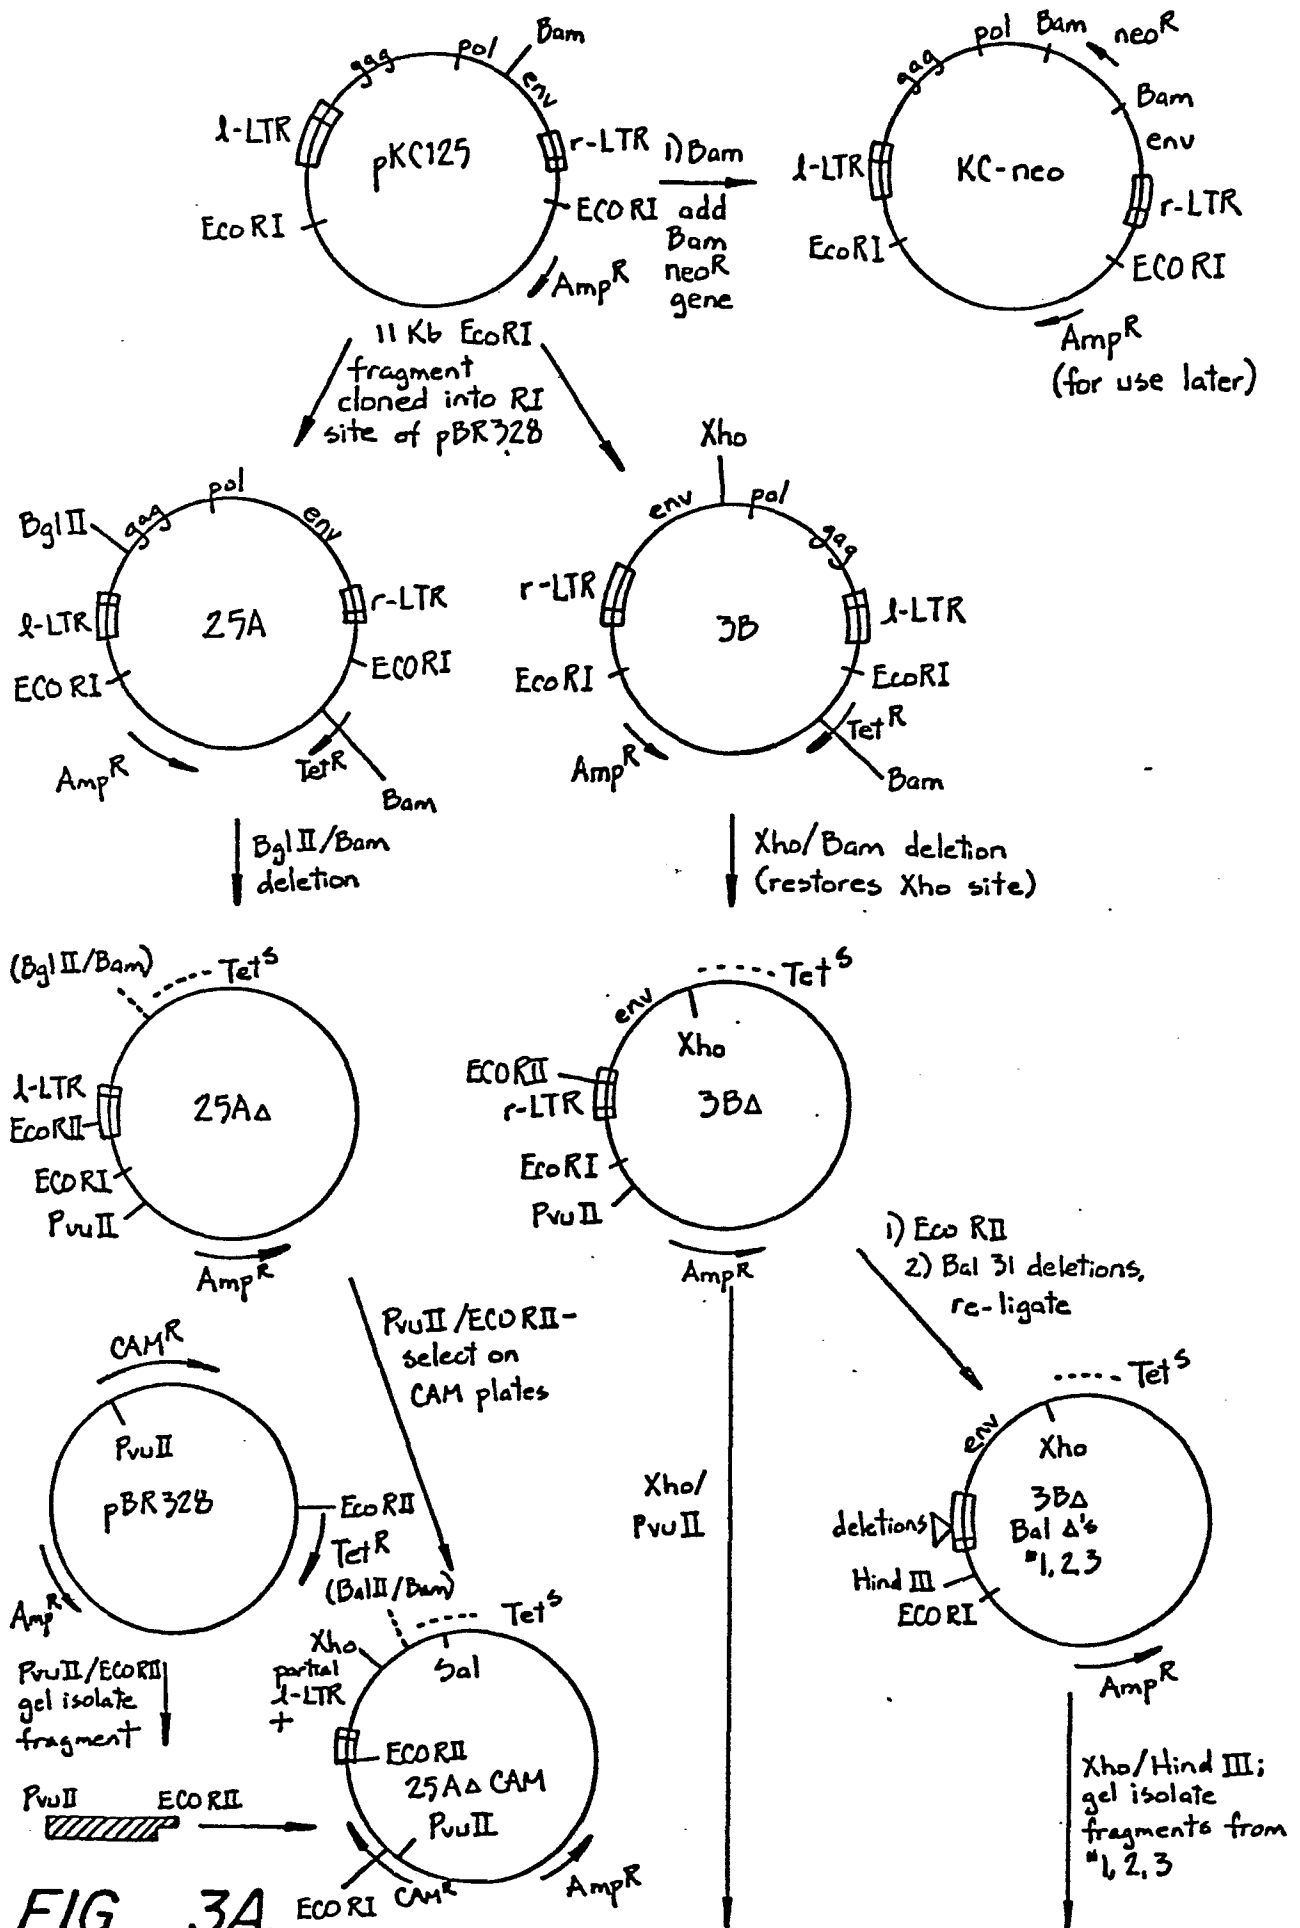 gag
pol
Bam
env
l-LTR
pKC125
r-LTR
EcoRI
ECORI
AmpR
i) Bam
add
Bam
neoR
gene
gag
pol
Bam
neoR
Bam
env
l-LTR
KC-neo
r-LTR
EcoRI
ECORI
AmpR
(for use later)
11 Kb EcoRI
fragment
cloned into RI
site of pBR328
BglII
gag
pol
env
l-LTR
25A
r-LTR
ECORI
ECORI
AmpR
TetR
Bam
Xho
env
pol
gag
r-LTR
3B
l-LTR
EcoRI
EcoRI
AmpR
TetR
Bam
BglII/Bam
deletion
Xho/Bam deletion
(restores Xho site)
(BglII/Bam)
TetS
l-LTR
EcoRII
25A∆
ECORI
PvuII
AmpR
TetS
env
Xho
ECORII
r-LTR
3B∆
EcoRI
PvuII
AmpR
PvuII/ECORII-
select on
CAM plates
1) Eco RII
2) Bal 31 deletions,
re-ligate
CAMR
PvuII
pBR328
EcoRII
TetR
AmpR
PvuII/ECORII
gel isolate
fragment
PvuII
ECORII
(BalII/Bam)
TetS
Xho
Sal
partial
l-LTR
+
ECORII
25A∆ CAM
PvuII
ECORI
CAMR
AmpR
Xho/
PvuII
TetS
env
Xho
3B∆
Bal ∆'s
"1, 2, 3
deletions
Hind III
ECORI
AmpR
Xho/Hind III;
gel isolate
fragments from
"1, 2, 3
FIG. 3A